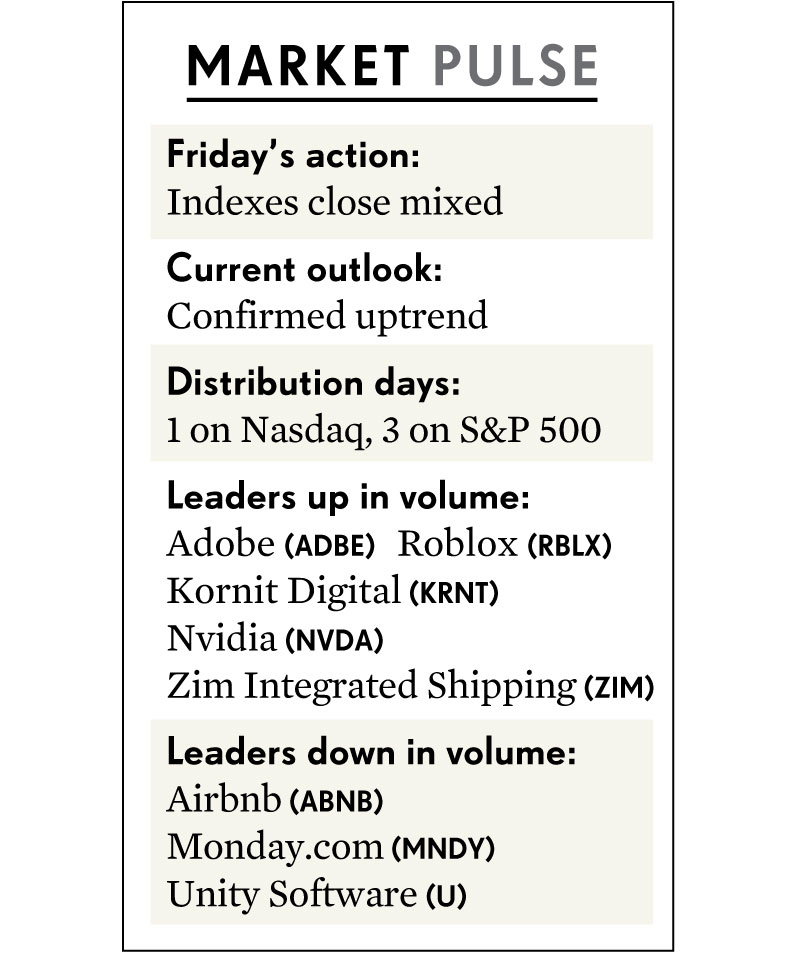 MARKET PULSE
Friday’s action:
Indexes close mixed
Current outlook:
Confirmed uptrend
Distribution days:
1 on Nasdaq, 3 on S&P 500
Leaders up in volume:
Adobe (ADBE) Roblox (RBLX)
Kornit Digital (KRNT)
Nvidia (NVDA)
Zim Integrated Shipping (ZIM)
Leaders down in volume:
Airbnb (ABNB)
Monday.com (MNDY)
Unity Software (U)